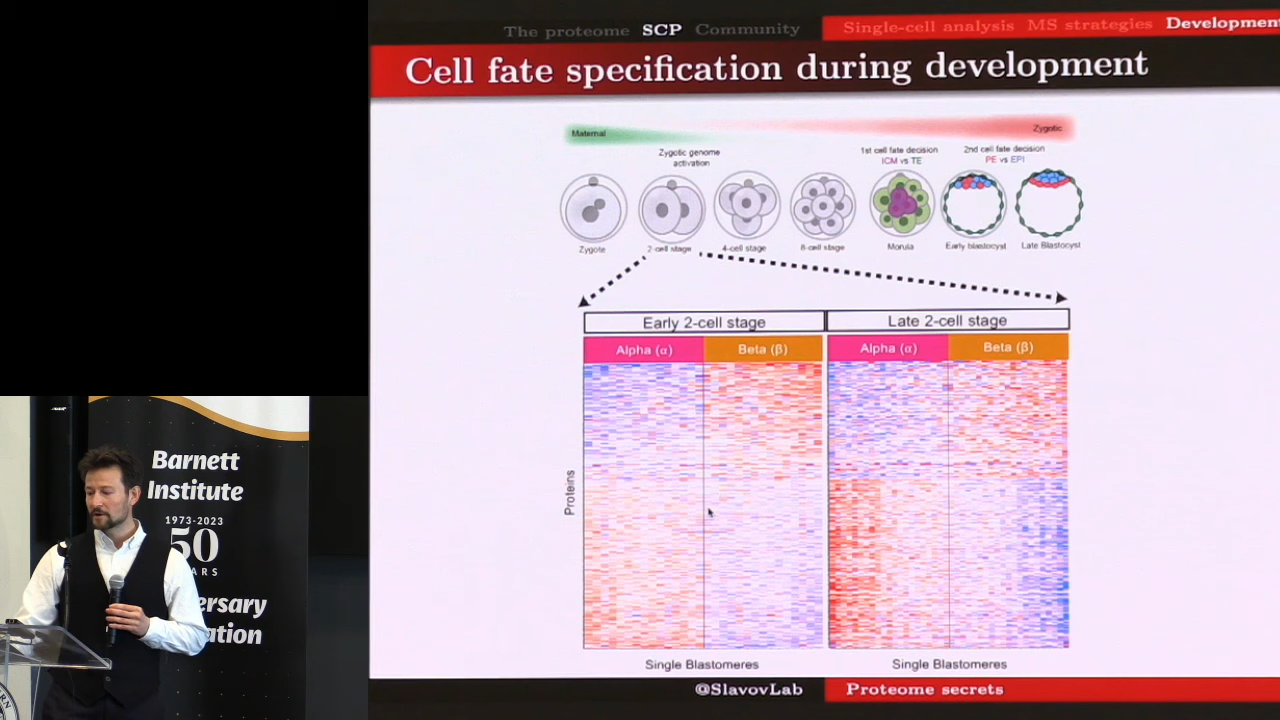 The proteome SCP Community Single-cell analysis MS strategies Development
Cell fate specification during development
Maternal
Zygotic
Zygotic genome
activation
1st cell fate decision
ICM vs TE
2nd cell fate decision
PE vs EPI
Zygote
2-cell stage
4-cell stage
8-cell stage
Morula
Early blastocyst
Late Blastocyst
Early 2-cell stage
Late 2-cell stage
Alpha (α)
Beta (β)
Alpha (α)
Beta (β)
Proteins
Single Blastomeres
Single Blastomeres
@SlavovLab
Proteome secrets
Barnett
Institute
1973-2023
50